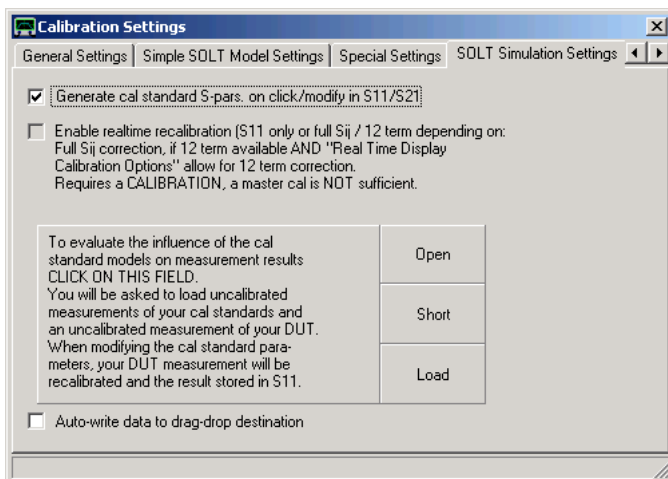 Calibration Settings
General Settings Simple SOLT Model Settings Special Settings SOLT Simulation Settings
Generate cal standard S-pars. on click/modify in S11/S21
Enable realtime recalibration (S11 only or full Sij / 12 term depending on:
Full Sij correction, if 12 term available AND "Real Time Display
Calibration Options" allow for 12 term correction.
Requires a CALIBRATION, a master cal is NOT sufficient.
To evaluate the influence of the cal
standard models on measurement results
CLICK ON THIS FIELD.
You will be asked to load uncalibrated
measurements of your cal standards and
an uncalibrated measurement of your DUT.
When modifying the cal standard para-
meters, your DUT measurement will be
recalibrated and the result stored in S11.
Open
Short
Load
Auto-write data to drag-drop destination